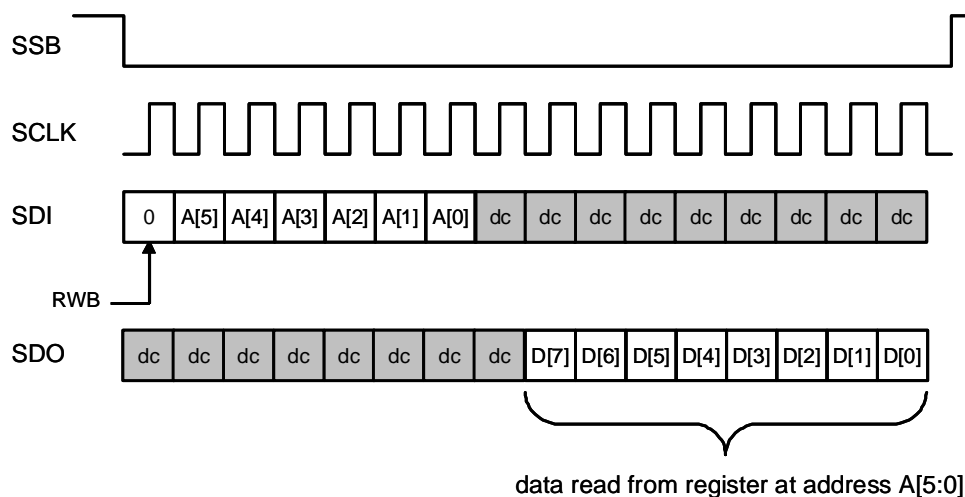 SSB
SCLK
SDI 0 A[5] A[4] A[3] A[2] A[1] A[0] dc dc dc dc dc dc dc dc dc
RWB
SDO dc dc dc dc dc dc dc dc D[7] D[6] D[5] D[4] D[3] D[2] D[1] D[0]
data read from register at address A[5:0]